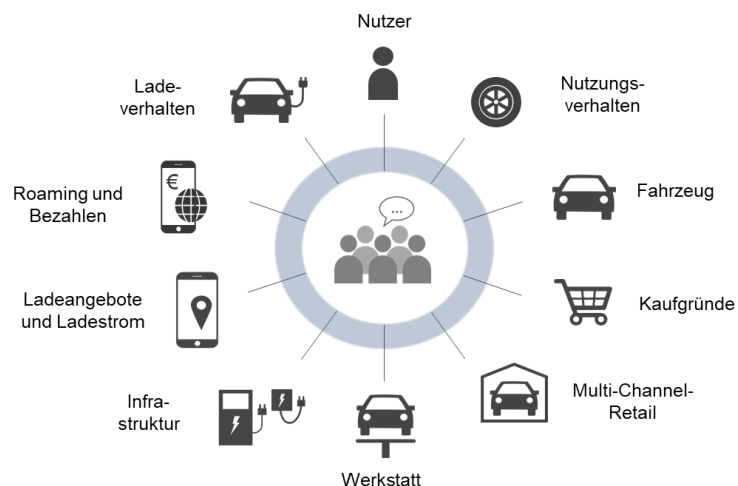 Nutzer
Nutzungs-
verhalten
Fahrzeug
Kaufgründe
Multi-Channel-
Retail
Werkstatt
Infra-
struktur
Ladeangebote
und Ladestrom
Roaming und
Bezahlen
€
Lade-
verhalten
...